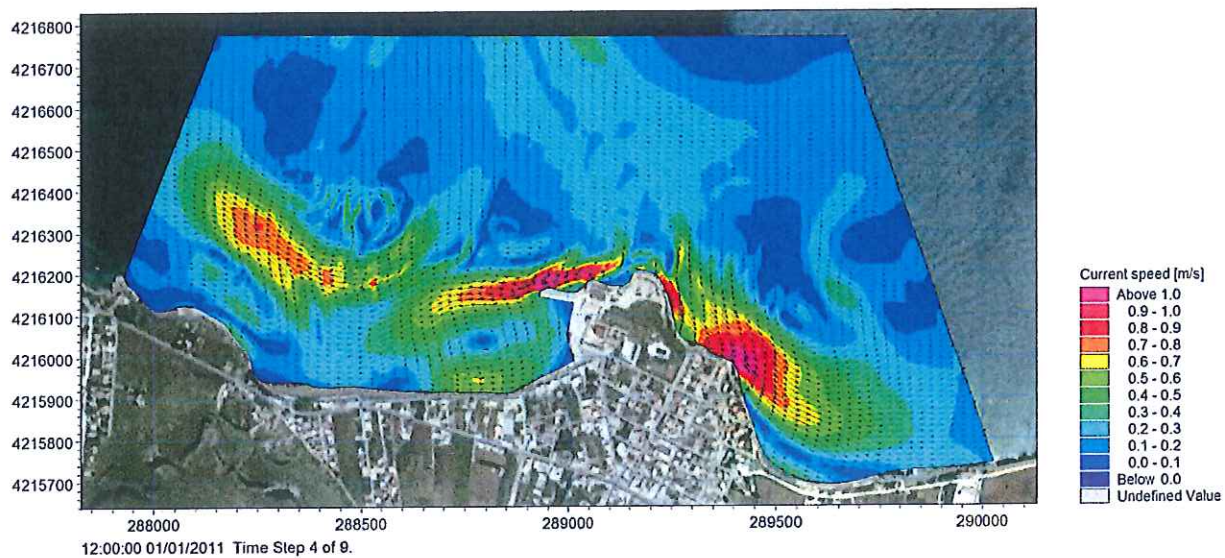 4216800
4216700
4216600
4216500
4216400
4216300
4216200
4216100
4216000
4215900
4215800
4215700
288000 288500 289000 289500 290000
12:00:00 01/01/2011 Time Step 4 of 9.
Current speed [m/s]
Above 1.0
0.9 - 1.0
0.8 - 0.9
0.7 - 0.8
0.6 - 0.7
0.5 - 0.6
0.4 - 0.5
0.3 - 0.4
0.2 - 0.3
0.1 - 0.2
0.0 - 0.1
Below 0.0
Undefined Value